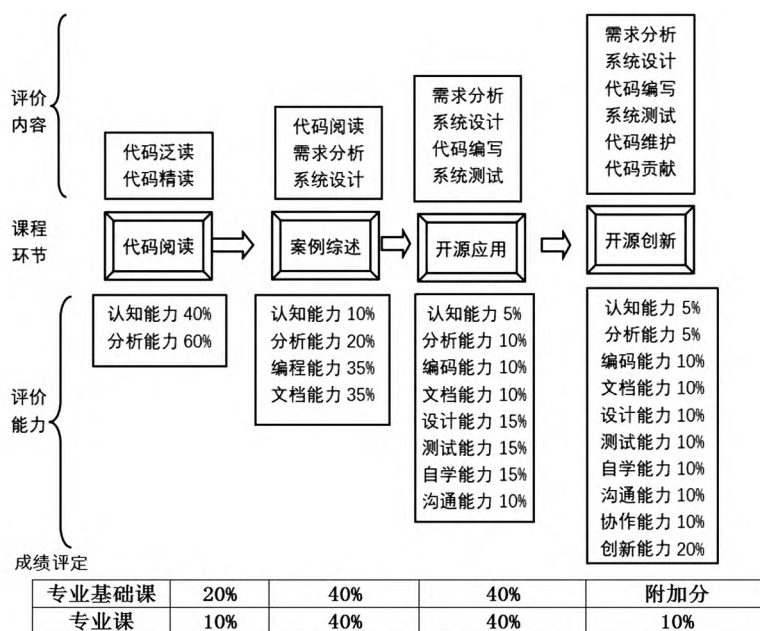 评价
内容
代码泛读
代码精读
代码阅读
需求分析
系统设计
需求分析
系统设计
代码编写
系统测试
需求分析
系统设计
代码编写
系统测试
代码维护
代码贡献
课程
环节
代码阅读
案例综述
开源应用
开源创新
评价
能力
认知能力 40%
分析能力 60%
认知能力 10%
分析能力 20%
编程能力 35%
文档能力 35%
认知能力 5%
分析能力 10%
编码能力 10%
文档能力 10%
设计能力 15%
测试能力 15%
自学能力 15%
沟通能力 10%
认知能力 5%
分析能力 5%
编码能力 10%
文档能力 10%
设计能力 10%
测试能力 10%
自学能力 10%
沟通能力 10%
协作能力 10%
创新能力 20%
成绩评定
专业基础课 20% 40% 40% 附加分
专业课 10% 40% 40% 10%